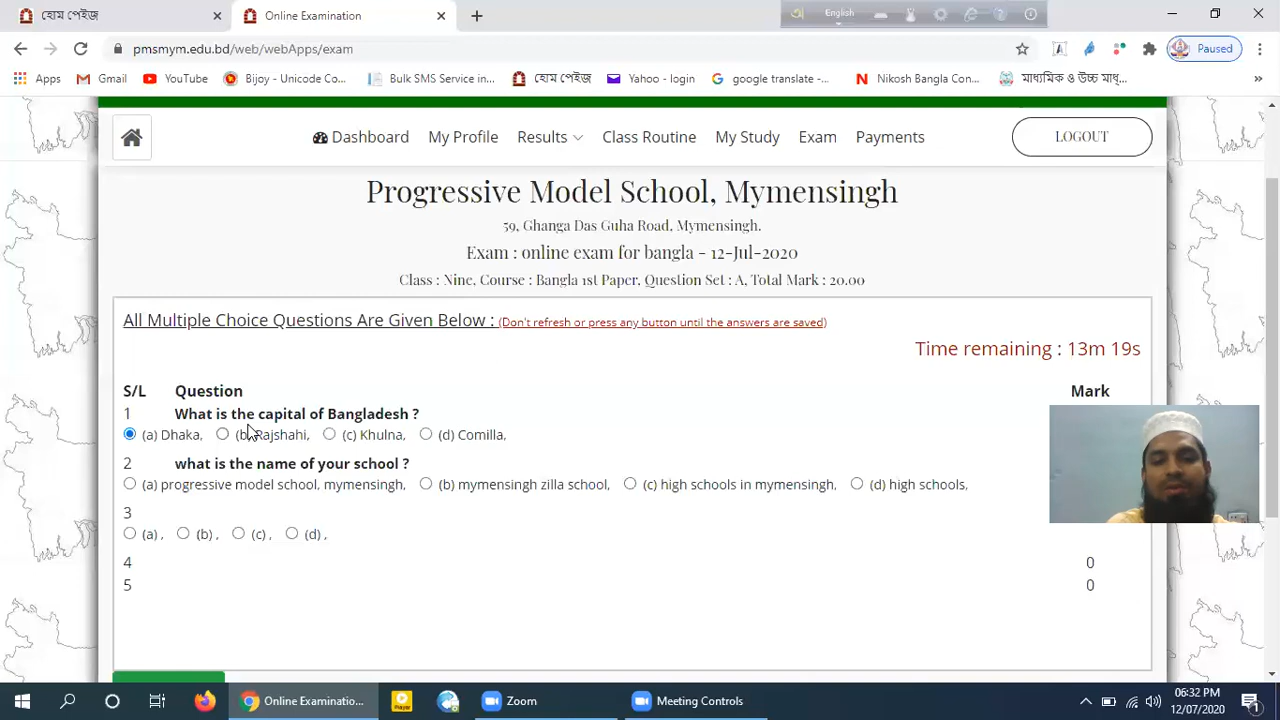 হোম পেইজ
Online Examination
English
pmsmym.edu.bd/web/webApps/exam
Paused
Apps
Gmail
YouTube
Bijoy - Unicode Co...
Bulk SMS Service in...
হোম পেইজ
Yahoo - login
google translate -...
Nikosh Bangla Con...
মাধ্যমিক ও উচ্চ মাধ্...
Dashboard
My Profile
Results
Class Routine
My Study
Exam
Payments
LOGOUT
Progressive Model School, Mymensingh
59, Ghanga Das Guha Road, Mymensingh.
Exam : online exam for bangla - 12-Jul-2020
Class : Nine, Course : Bangla 1st Paper, Question Set : A, Total Mark : 20.00
All Multiple Choice Questions Are Given Below : (Don't refresh or press any button until the answers are saved)
Time remaining : 13m 19s
S/L Question Mark
1 What is the capital of Bangladesh ?
(a) Dhaka, (b) Rajshahi, (c) Khulna, (d) Comilla,
2 what is the name of your school ?
(a) progressive model school, mymensingh, (b) mymensingh zilla school, (c) high schools in mymensingh, (d) high schools,
3
(a) , (b) , (c) , (d) ,
4 0
5 0
Online Examinatio...
Zoom
Meeting Controls
06:32 PM
12/07/2020